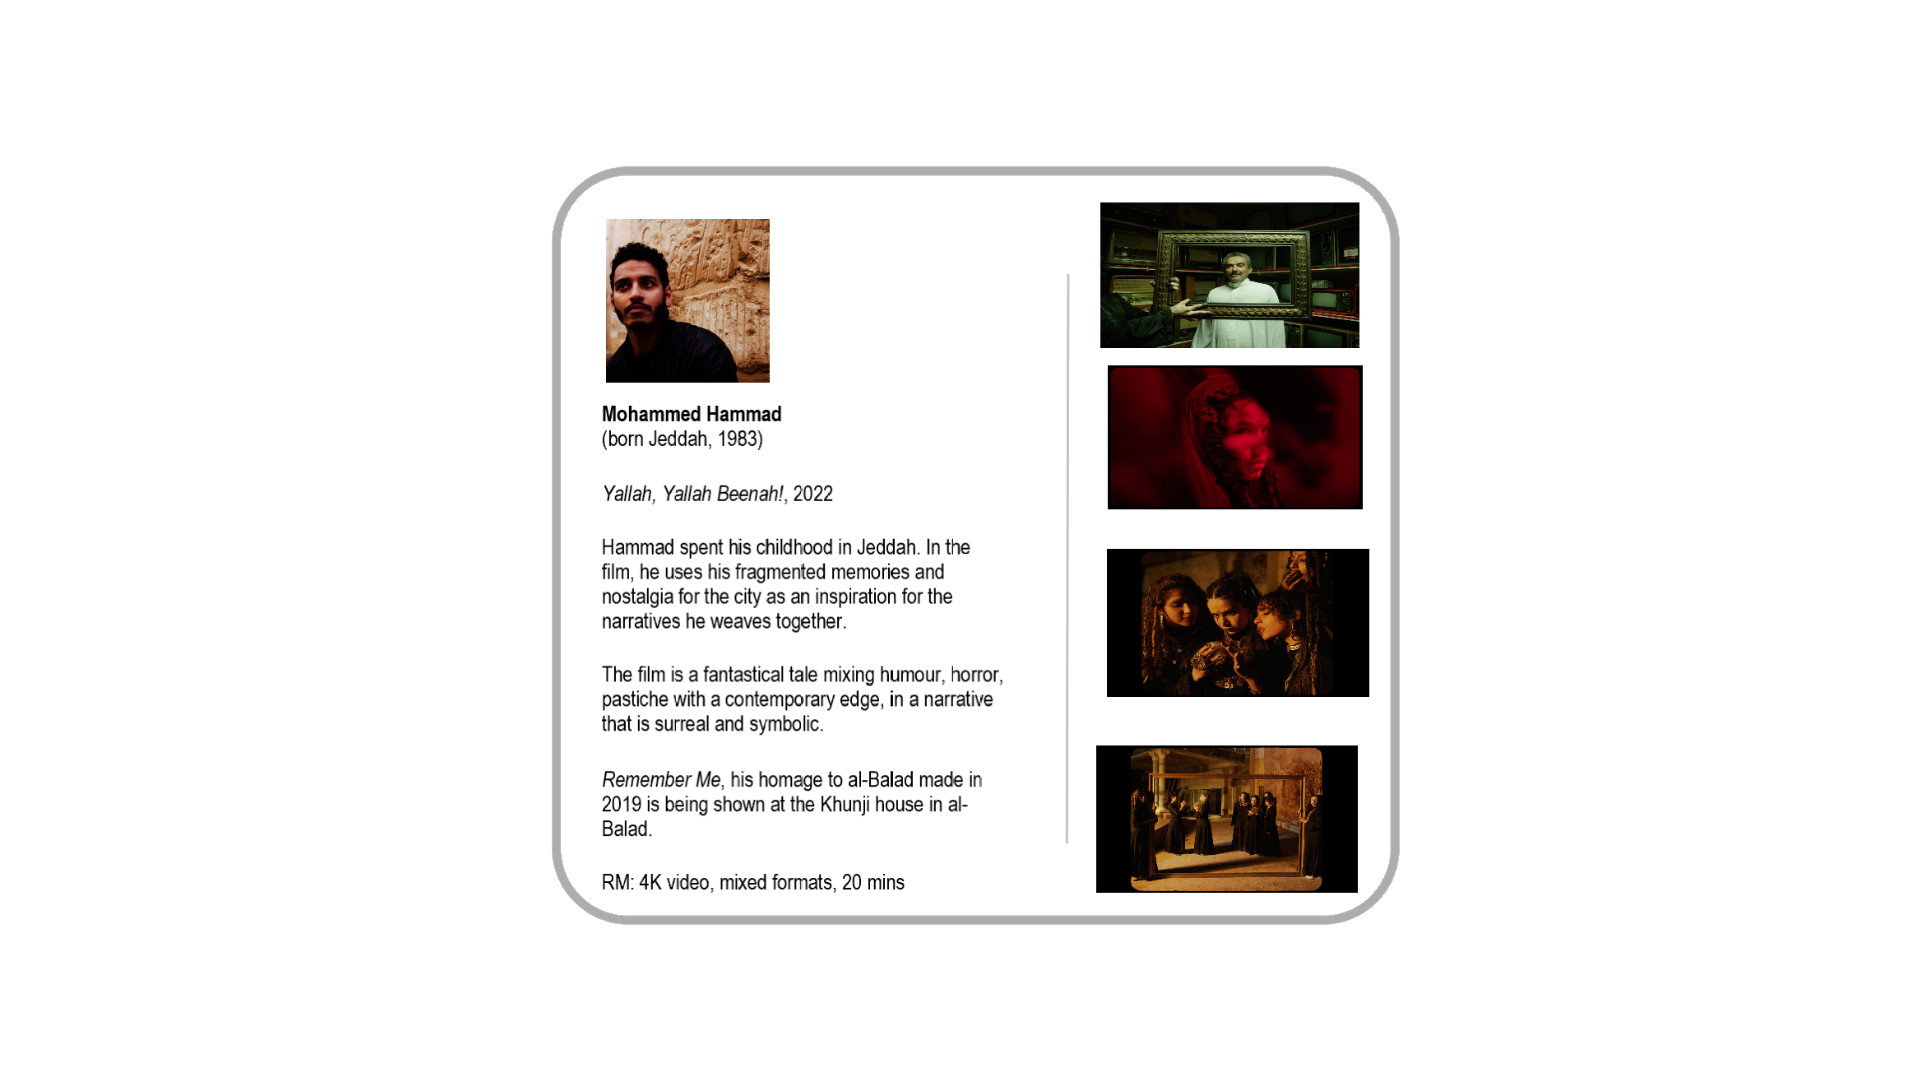 Mohammed Hammad
(born Jeddah, 1983)
Yallah, Yallah Beenah!, 2022
Hammad spent his childhood in Jeddah. In the
film, he uses his fragmented memories and
nostalgia for the city as an inspiration for the
narratives he weaves together.
The film is a fantastical tale mixing humour, horror,
pastiche with a contemporary edge, in a narrative
that is surreal and symbolic.
Remember Me, his homage to al-Balad made in
2019 is being shown at the Khunji house in al-
Balad.
RM: 4K video, mixed formats, 20 mins